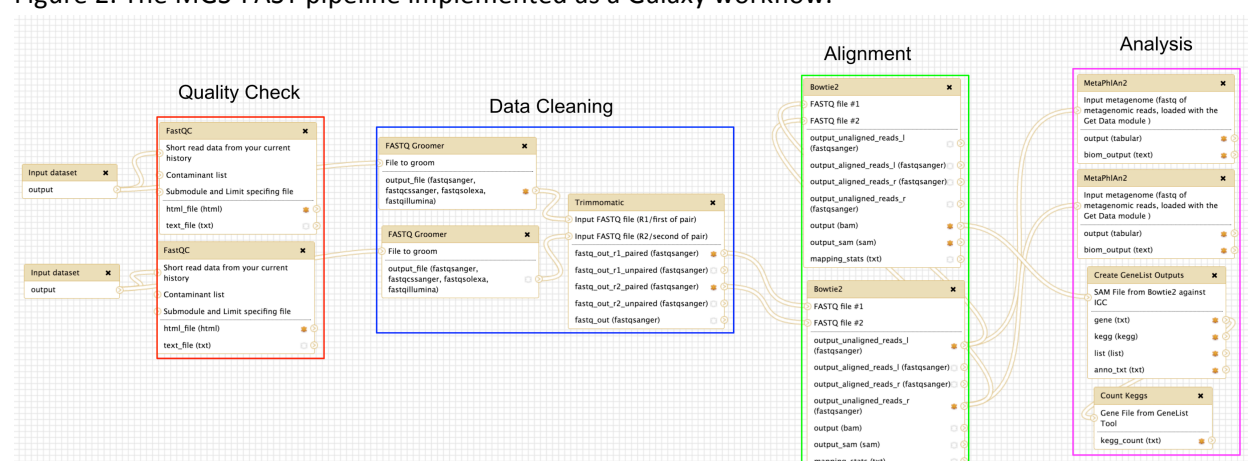 Figure 2. The MGS-FAST pipeline implemented as a Galaxy workflow.
Quality Check
Data Cleaning
Alignment
Analysis
Input dataset
output
Input dataset
output
FastQC
Short read data from your current
history
Contaminant list
Submodule and Limit specifing file
html_file (html)
text_file (txt)
FastQC
Short read data from your current
history
Contaminant list
Submodule and Limit specifing file
html_file (html)
text_file (txt)
FASTQ Groomer
File to groom
output_file (fastqsanger,
fastqcssanger, fastqsolexa,
fastqillumina)
FASTQ Groomer
File to groom
output_file (fastqsanger,
fastqcssanger, fastqsolexa,
fastqillumina)
Trimmomatic
Input FASTQ file (R1/first of pair)
Input FASTQ file (R2/second of pair)
fastq_out_r1_paired (fastqsanger)
fastq_out_r1_unpaired (fastqsanger)
fastq_out_r2_paired (fastqsanger)
fastq_out_r2_unpaired (fastqsanger)
fastq_out (fastqsanger)
Bowtie2
FASTQ file #1
FASTQ file #2
output_unaligned_reads_l
(fastqsanger)
output_aligned_reads_l (fastqsanger)
output_aligned_reads_r (fastqsanger)
output_unaligned_reads_r
(fastqsanger)
output (bam)
output_sam (sam)
mapping_stats (txt)
Bowtie2
FASTQ file #1
FASTQ file #2
output_unaligned_reads_l
(fastqsanger)
output_aligned_reads_l (fastqsanger)
output_aligned_reads_r (fastqsanger)
output_unaligned_reads_r
(fastqsanger)
output (bam)
output_sam (sam)
mapping_stats (txt)
MetaPhlAn2
Input metagenome (fastq of
metagenomic reads, loaded with the
Get Data module )
output (tabular)
biom_output (text)
MetaPhlAn2
Input metagenome (fastq of
metagenomic reads, loaded with the
Get Data module )
output (tabular)
biom_output (text)
Create GeneList Outputs
SAM File from Bowtie2 against
IGC
gene (txt)
kegg (kegg)
list (list)
anno_txt (txt)
Count Keggs
Gene File from GeneList
Tool
kegg_count (txt)